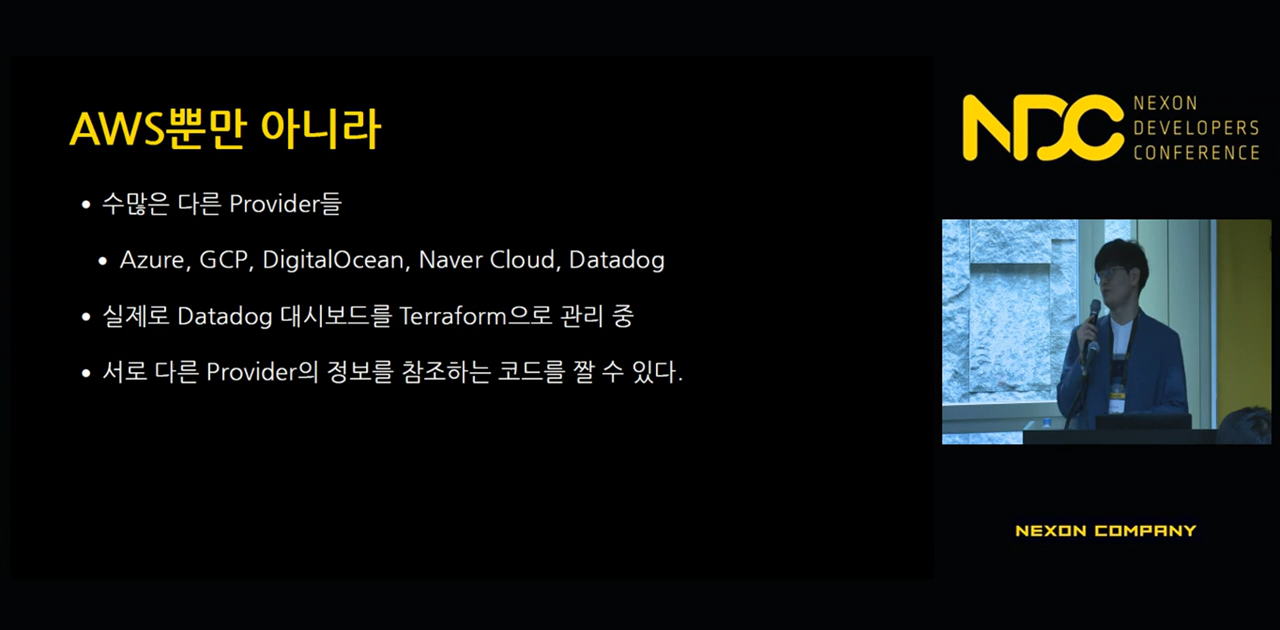 AWS뿐만 아니라
• 수많은 다른 Provider들
• Azure, GCP, DigitalOcean, Naver Cloud, Datadog
• 실제로 Datadog 대시보드를 Terraform으로 관리 중
• 서로 다른 Provider의 정보를 참조하는 코드를 짤 수 있다.
NDC
NEXON
DEVELOPERS
CONFERENCE
NEXON COMPANY